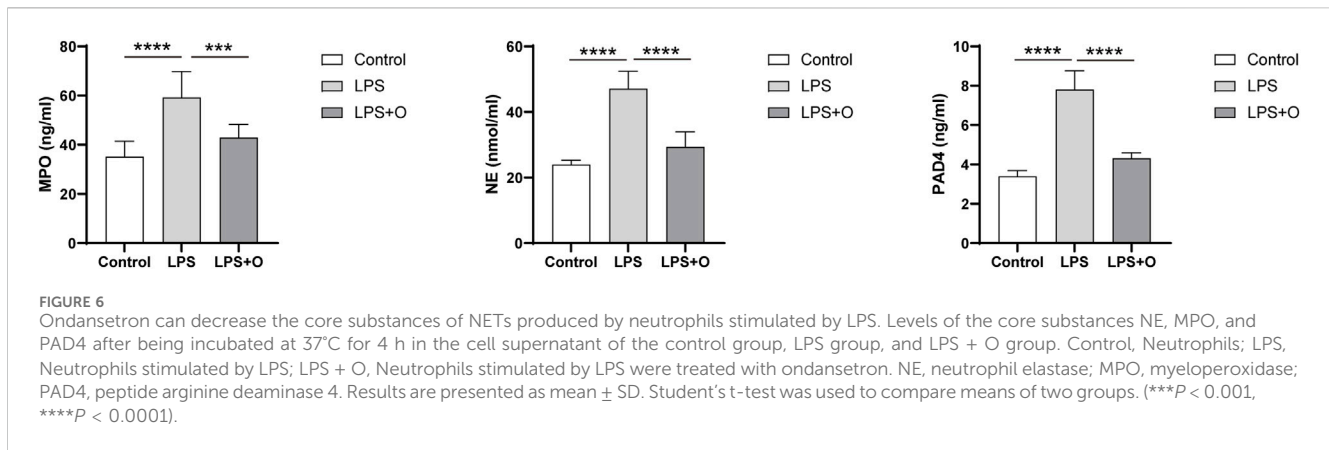 80
60
40
20
0
MPO (ng/ml)
****
***
Control
LPS
LPS+O
Control
LPS
LPS+O
60
40
20
0
NE (nmol/ml)
****
****
Control
LPS
LPS+O
Control
LPS
LPS+O
10
8
6
4
2
0
PAD4 (ng/ml)
****
****
Control
LPS
LPS+O
Control
LPS
LPS+O
FIGURE 6
Ondansetron can decrease the core substances of NETs produced by neutrophils stimulated by LPS. Levels of the core substances NE, MPO, and
PAD4 after being incubated at 37°C for 4 h in the cell supernatant of the control group, LPS group, and LPS + O group. Control, Neutrophils; LPS,
Neutrophils stimulated by LPS; LPS + O, Neutrophils stimulated by LPS were treated with ondansetron. NE, neutrophil elastase; MPO, myeloperoxidase;
PAD4, peptide arginine deaminase 4. Results are presented as mean ± SD. Student's t-test was used to compare means of two groups. (***P < 0.001,
****P < 0.0001).